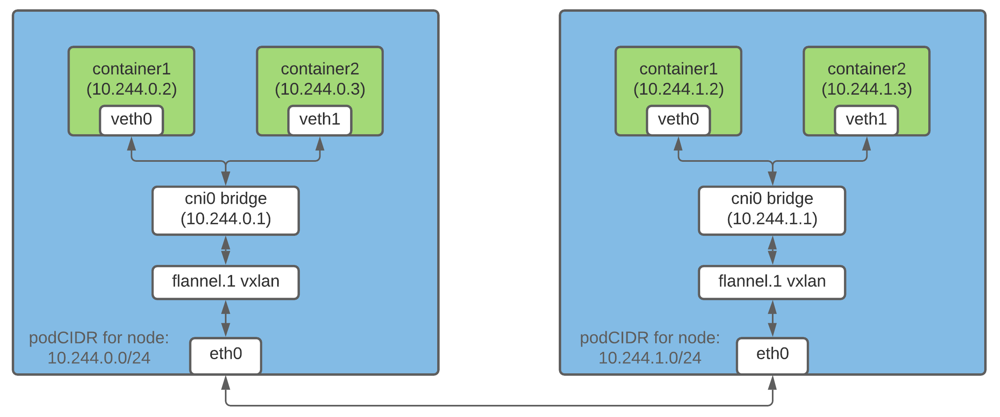 container1
(10.244.0.2)
veth0
container2
(10.244.0.3)
veth1
cni0 bridge
(10.244.0.1)
flannel.1 vxlan
podCIDR for node:
10.244.0.0/24
eth0
container1
(10.244.1.2)
veth0
container2
(10.244.1.3)
veth1
cni0 bridge
(10.244.1.1)
flannel.1 vxlan
podCIDR for node:
10.244.1.0/24
eth0